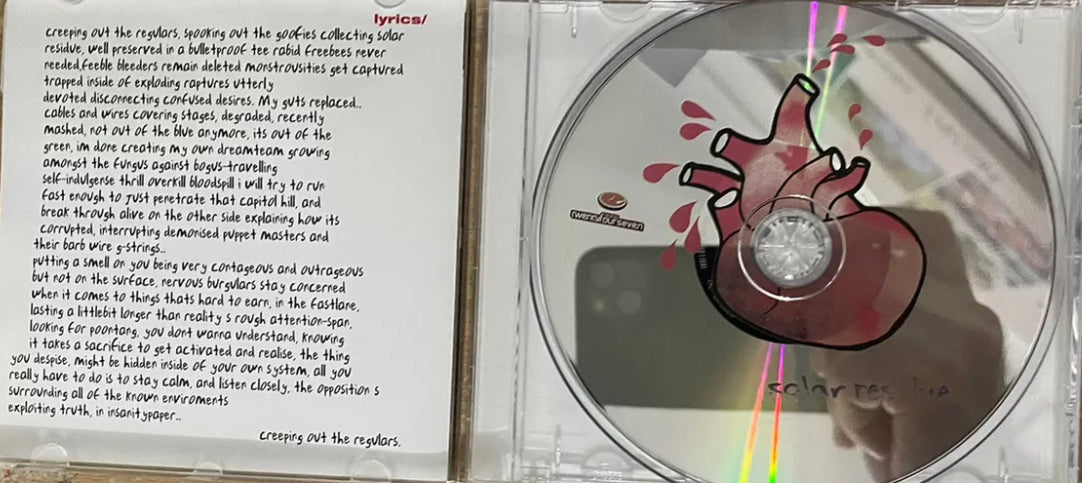 lyrics/
creeping out the regulars, spooking out the goofies collecting solar
residue, well preserved in a bulletproof tee rabid freebees never
needed,feeble bleeders remain deleted monstrousities get captured
trapped inside of exploding raptures utterly
devoted disconnecting confused desires. My guts replaced..
cables and wires covering stages, degraded, recently
mashed, not out of the blue anymore, its out of the
green, im done creating my own dreamteam growing
amongst the fungus against bogus-travelling
self-indulgense thrill overkill bloodspill i will try to run
fast enough to just penetrate that capitol hill, and
break through alive on the other side explaining how its
corrupted, interrupting demonised puppet masters and
their barb wire g-strings..
putting a smell on you being very contageous and outrageous
but not on the surface, nervous burgulars stay concerned
when it comes to things thats hard to earn, in the fastlane,
lasting a littlebit longer than reality s rough attention-span,
looking for poontang, you dont wanna understand, knowing
it takes a sacrifice to get activated and realise, the thing
you despise, might be hidden inside of your own system, all you
really have to do is to stay calm, and listen closely, the opposition s
surrounding all of the known enviroments
exploiting truth, in insanitypaper..
creeping out the regulars.
twentyfourseven
solar residue